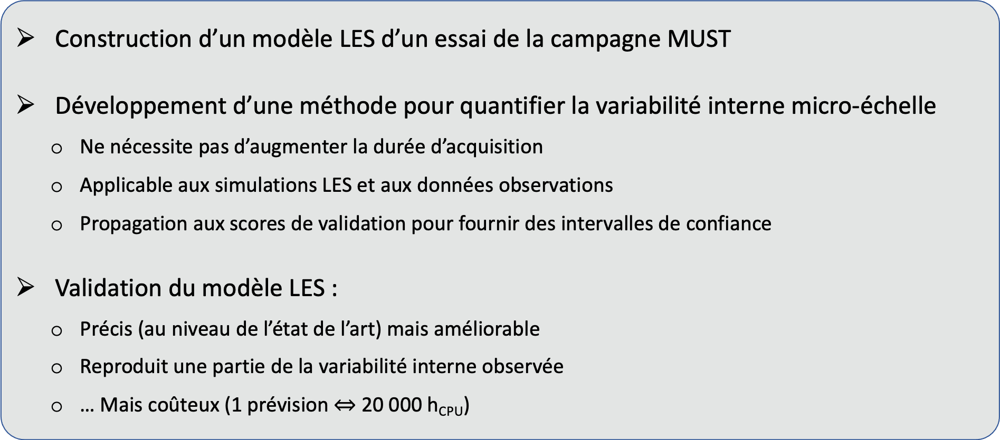 ➢ Construction d’un modèle LES d’un essai de la campagne MUST
➢ Développement d’une méthode pour quantifier la variabilité interne micro-échelle
o Ne nécessite pas d’augmenter la durée d’acquisition
o Applicable aux simulations LES et aux données observations
o Propagation aux scores de validation pour fournir des intervalles de confiance
➢ Validation du modèle LES :
o Précis (au niveau de l’état de l’art) mais améliorable
o Reproduit une partie de la variabilité interne observée
o … Mais coûteux (1 prévision ⇔ 20 000 hCPU)